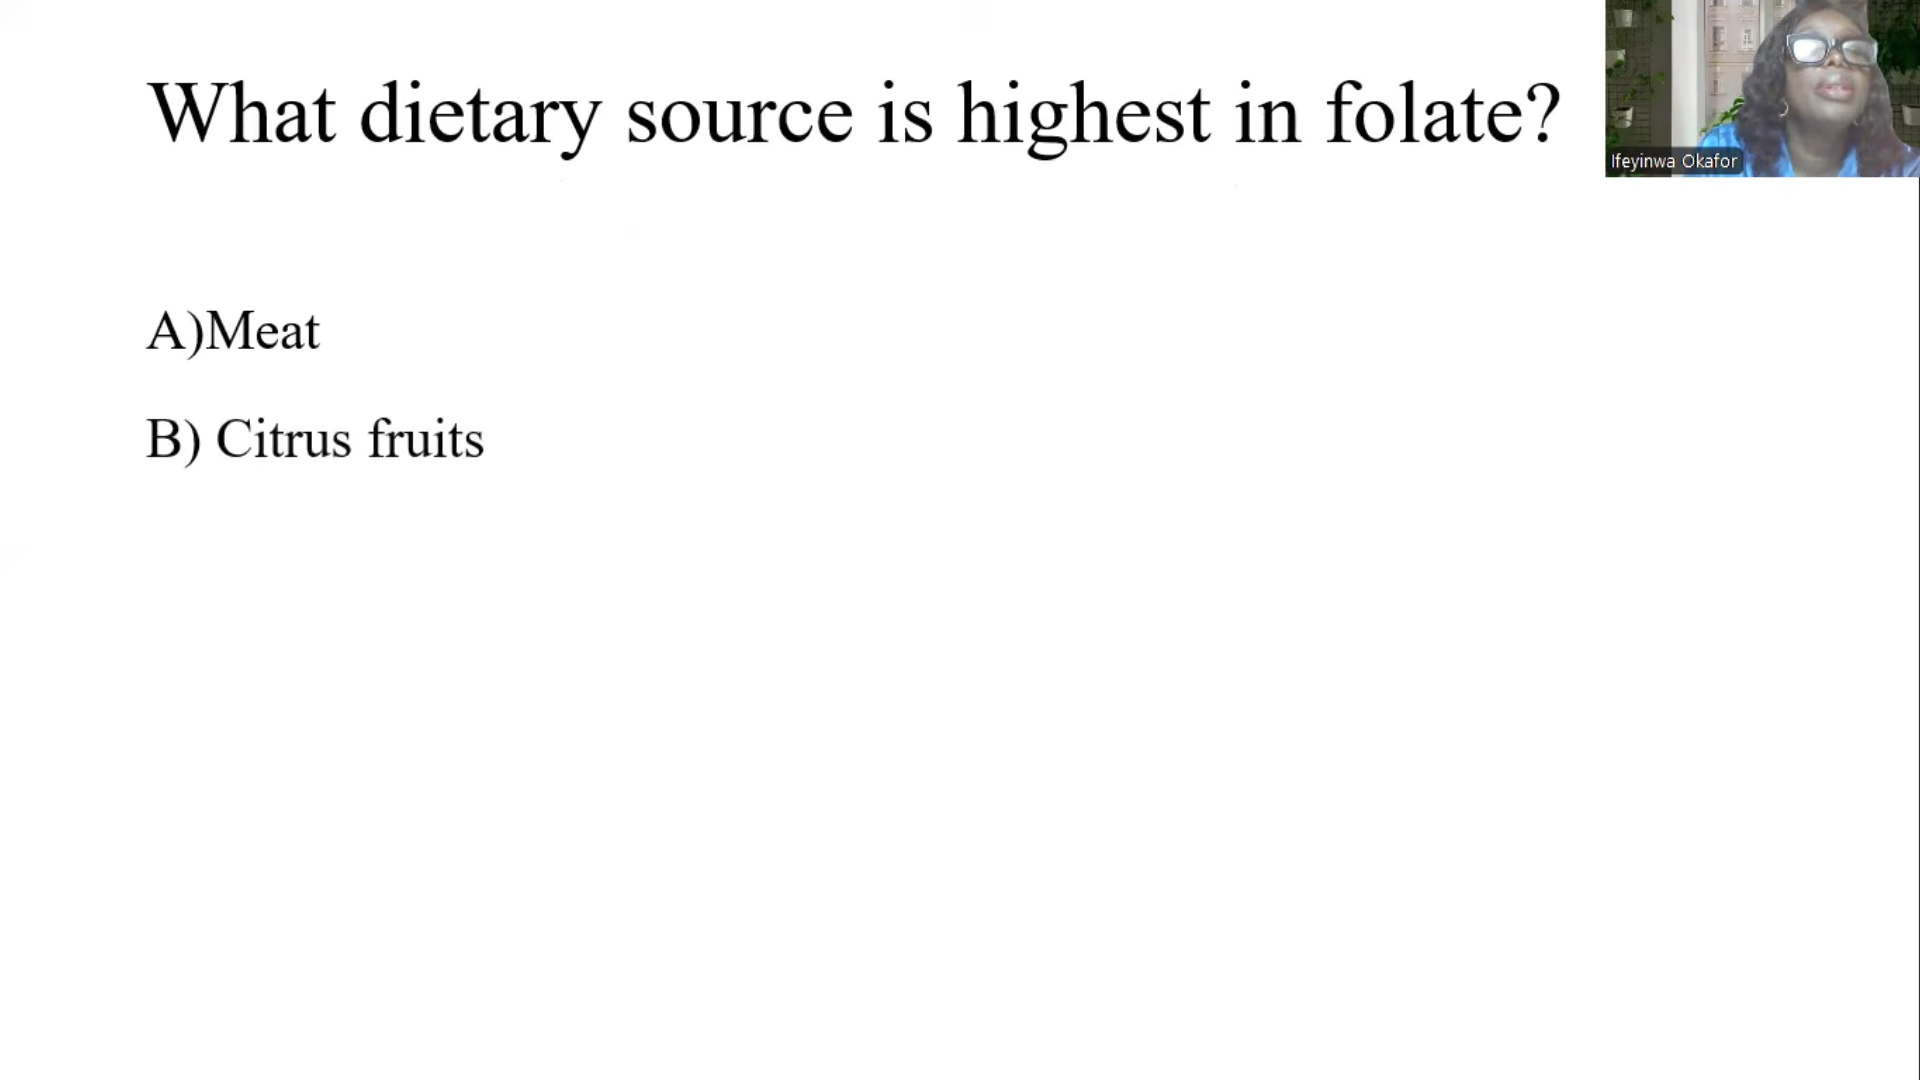 What dietary source is highest in folate?
Ifeyinwa Okafor
A)Meat
B) Citrus fruits